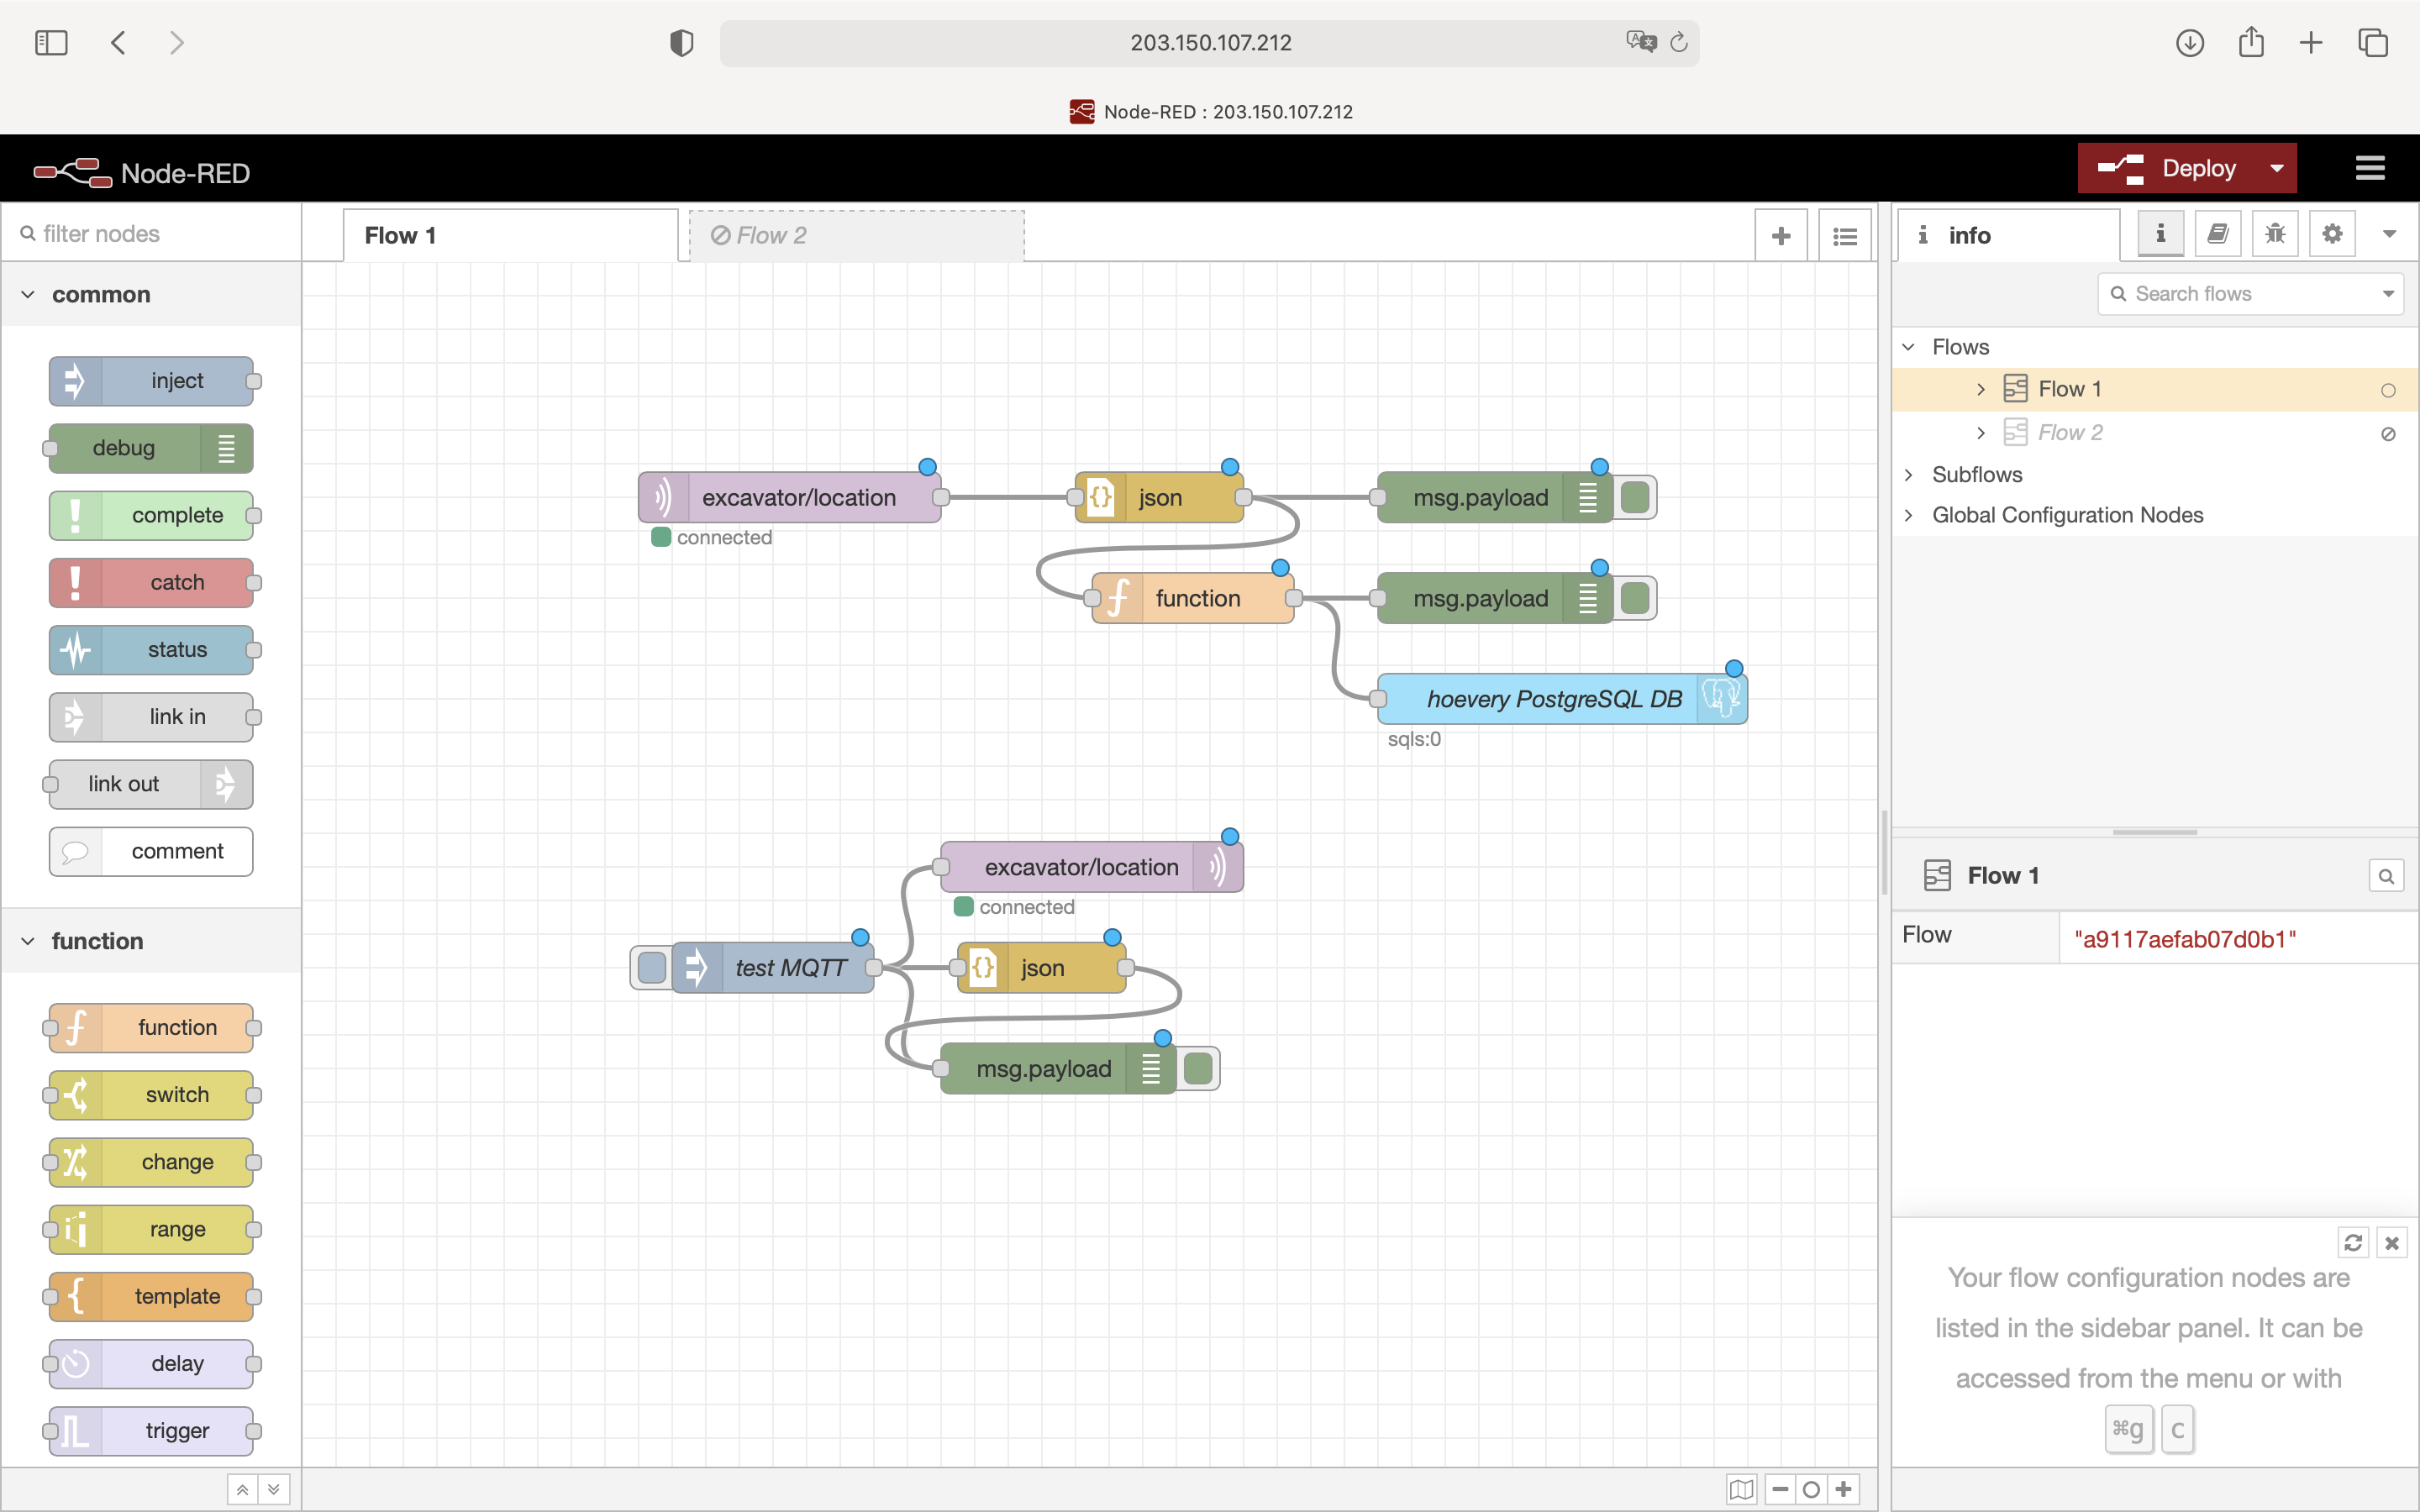 203.150.107.212
Node-RED : 203.150.107.212
Node-RED
Deploy
filter nodes
Flow 1
Flow 2
info
Search flows
common
inject
debug
complete
catch
status
link in
link out
comment
function
function
switch
change
range
template
delay
trigger
excavator/location
connected
json
msg.payload
function
msg.payload
hoevery PostgreSQL DB
sqls:0
excavator/location
connected
test MQTT
json
msg.payload
Flows
Flow 1
Flow 2
Subflows
Global Configuration Nodes
Flow 1
Flow "a9117aefab07d0b1"
Your flow configuration nodes are
listed in the sidebar panel. It can be
accessed from the menu or with
⌘g c